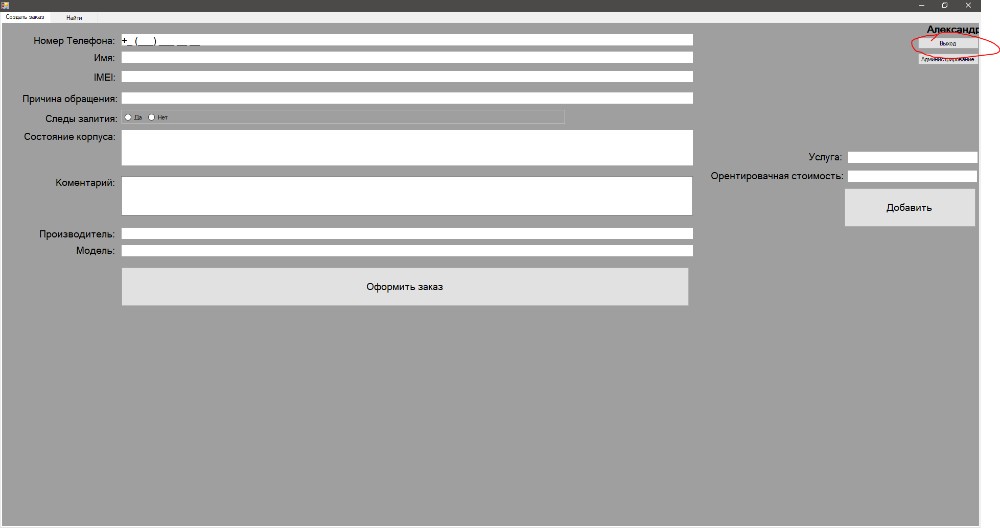 Создать заказ
Найти
Александр
Номер Телефона: +_ (___) ___ __ __
Выход
Имя:
Администрирование
IMEI:
Причина обращения:
Следы залития: Да Нет
Состояние корпуса:
Услуга:
Орентировачная стоимость:
Коментарий:
Добавить
Производитель:
Модель:
Оформить заказ